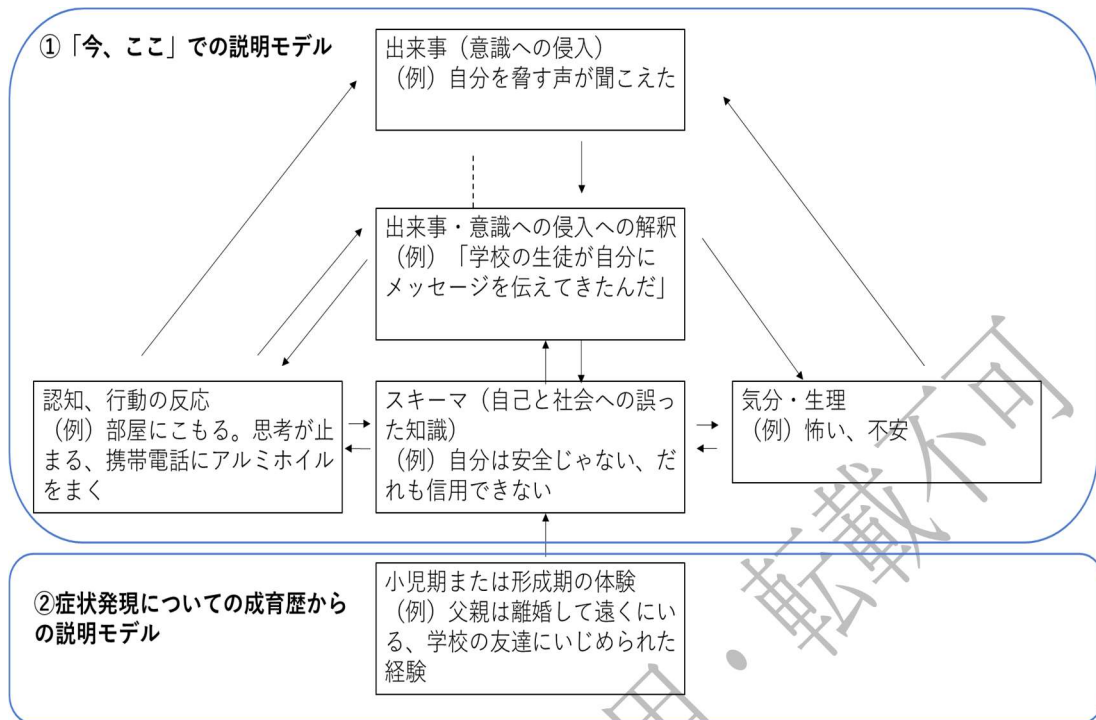 ①「今、ここ」での説明モデル
出来事（意識への侵入）
（例）自分を脅す声が聞こえた
出来事・意識への侵入への解釈
（例）「学校の生徒が自分に
メッセージを伝えてきたんだ」
認知、行動の反応
（例）部屋にこもる。思考が止
まる、携帯電話にアルミホイル
をまく
スキーマ（自己と社会への誤っ
た知識）
（例）自分は安全じゃない、だ
れも信用できない
気分・生理
（例）怖い、不安
②症状発現についての成育歴から
の説明モデル
小児期または形成期の体験
（例）父親は離婚して遠くにい
る、学校の友達にいじめられた
経験
用・転載不可